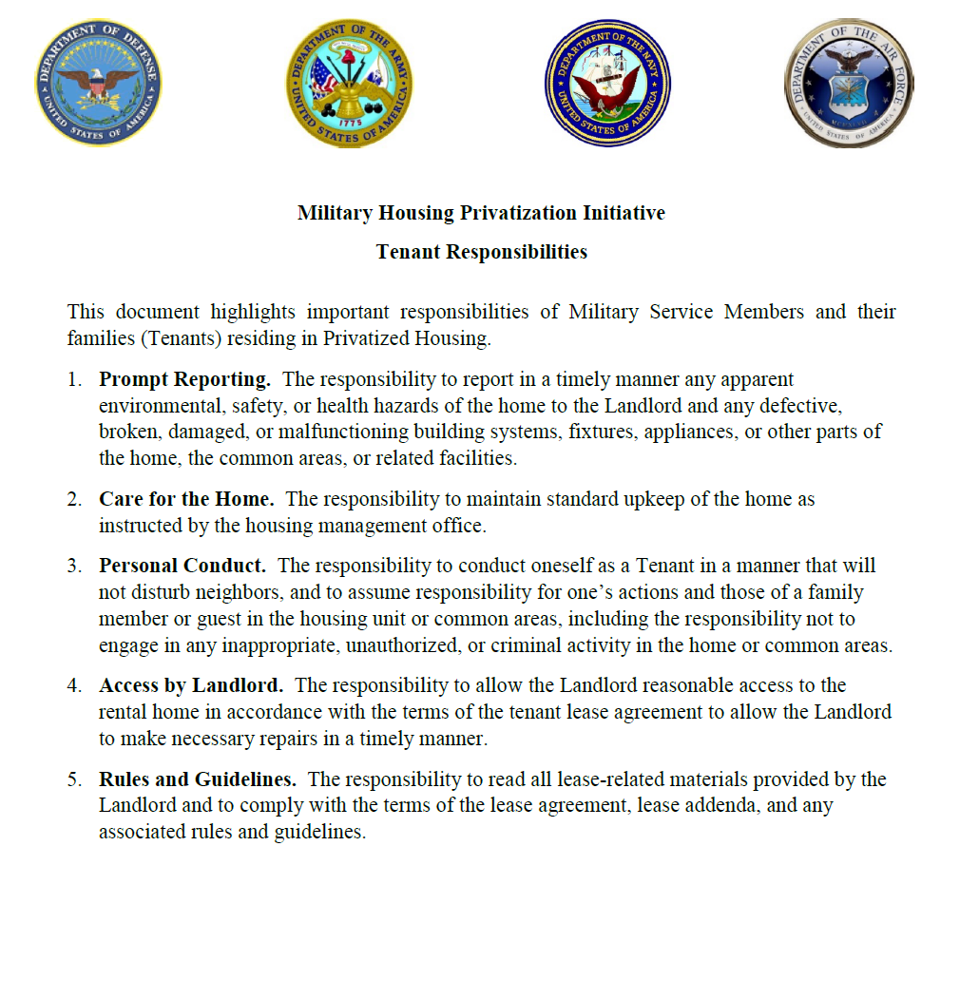 DEPARTMENT OF DEFENSE
UNITED STATES OF AMERICA
DEPARTMENT OF THE ARMY
UNITED STATES OF AMERICA
1775
DEPARTMENT OF THE NAVY
UNITED STATES OF AMERICA
DEPARTMENT OF THE AIR FORCE
UNITED STATES OF AMERICA
Military Housing Privatization Initiative
Tenant Responsibilities
This document highlights important responsibilities of Military Service Members and their
families (Tenants) residing in Privatized Housing.
1. Prompt Reporting. The responsibility to report in a timely manner any apparent
environmental, safety, or health hazards of the home to the Landlord and any defective,
broken, damaged, or malfunctioning building systems, fixtures, appliances, or other parts of
the home, the common areas, or related facilities.
2. Care for the Home. The responsibility to maintain standard upkeep of the home as
instructed by the housing management office.
3. Personal Conduct. The responsibility to conduct oneself as a Tenant in a manner that will
not disturb neighbors, and to assume responsibility for one’s actions and those of a family
member or guest in the housing unit or common areas, including the responsibility not to
engage in any inappropriate, unauthorized, or criminal activity in the home or common areas.
4. Access by Landlord. The responsibility to allow the Landlord reasonable access to the
rental home in accordance with the terms of the tenant lease agreement to allow the Landlord
to make necessary repairs in a timely manner.
5. Rules and Guidelines. The responsibility to read all lease-related materials provided by the
Landlord and to comply with the terms of the lease agreement, lease addenda, and any
associated rules and guidelines.